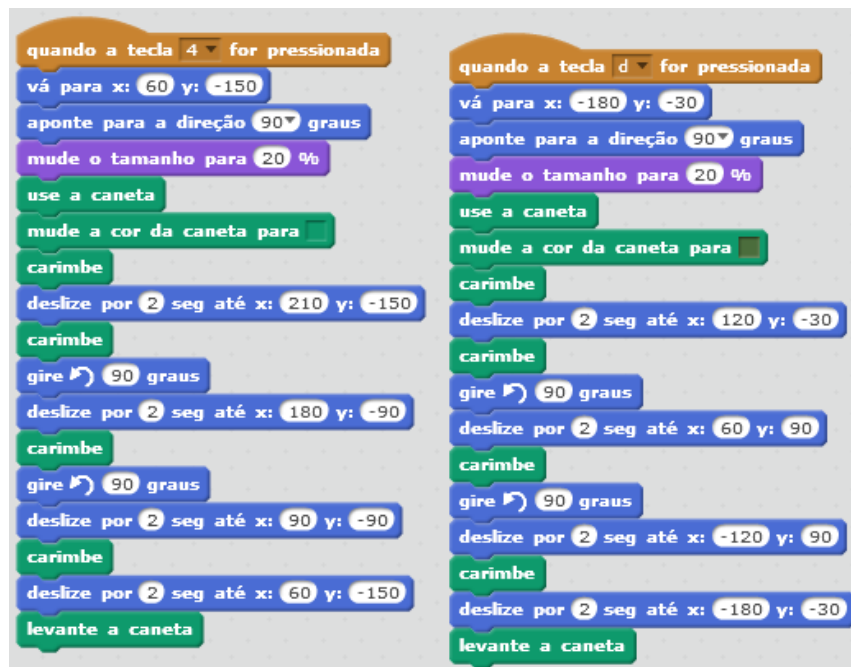 quando a tecla 4 for pressionada
vá para x: 60 y: -150
aponte para a direção 90 graus
mude o tamanho para 20 %
use a caneta
mude a cor da caneta para
carimbe
deslize por 2 seg até x: 210 y: -150
carimbe
gire 90 graus
deslize por 2 seg até x: 180 y: -90
carimbe
gire 90 graus
deslize por 2 seg até x: 90 y: -90
carimbe
deslize por 2 seg até x: 60 y: -150
levante a caneta
quando a tecla d for pressionada
vá para x: -180 y: -30
aponte para a direção 90 graus
mude o tamanho para 20 %
use a caneta
mude a cor da caneta para
carimbe
deslize por 2 seg até x: 120 y: -30
carimbe
gire 90 graus
deslize por 2 seg até x: 60 y: 90
carimbe
gire 90 graus
deslize por 2 seg até x: -120 y: 90
carimbe
deslize por 2 seg até x: -180 y: -30
levante a caneta